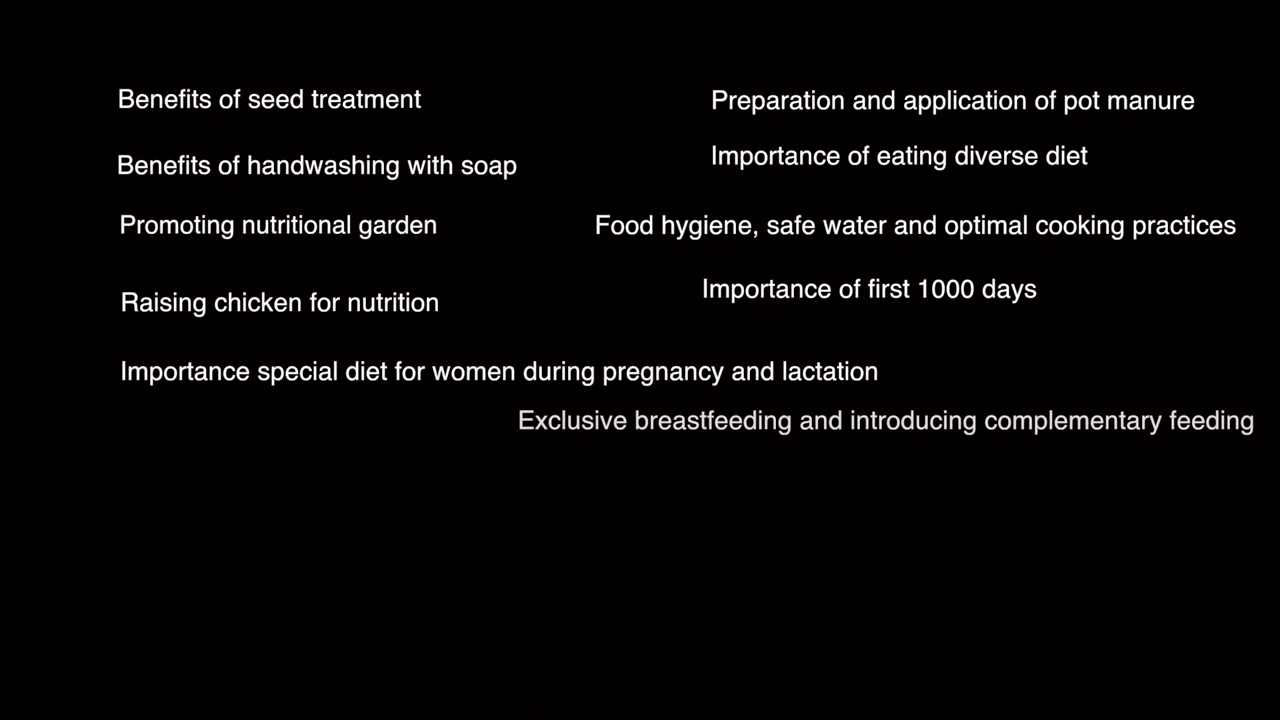 Benefits of seed treatment
Preparation and application of pot manure
Benefits of handwashing with soap
Importance of eating diverse diet
Promoting nutritional garden
Food hygiene, safe water and optimal cooking practices
Raising chicken for nutrition
Importance of first 1000 days
Importance special diet for women during pregnancy and lactation
Exclusive breastfeeding and introducing complementary feeding